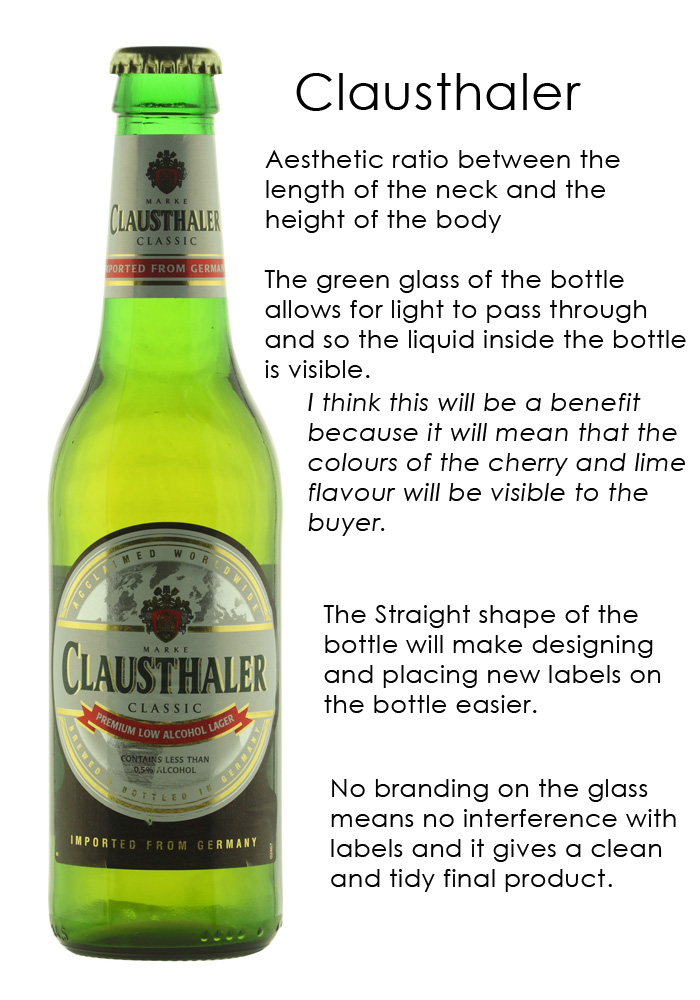 Clausthaler
Aesthetic ratio between the
length of the neck and the
height of the body
The green glass of the bottle
allows for light to pass through
and so the liquid inside the bottle
is visible.
I think this will be a benefit
because it will mean that the
colours of the cherry and lime
flavour will be visible to the
buyer.
The Straight shape of the
bottle will make designing
and placing new labels on
the bottle easier.
No branding on the glass
means no interference with
labels and it gives a clean
and tidy final product.
MARKE
CLAUSTHALER
CLASSIC
IMPORTED FROM GERMAN
ACCLAIMED WORLDWIDE
MARKE
CLAUSTHALER
CLASSIC
PREMIUM LOW ALCOHOL LAGER
CONTAINS LESS THAN
0,5% ALCOHOL
BREWED BOTTLED IN GERMANY
IMPORTED FROM GERMANY